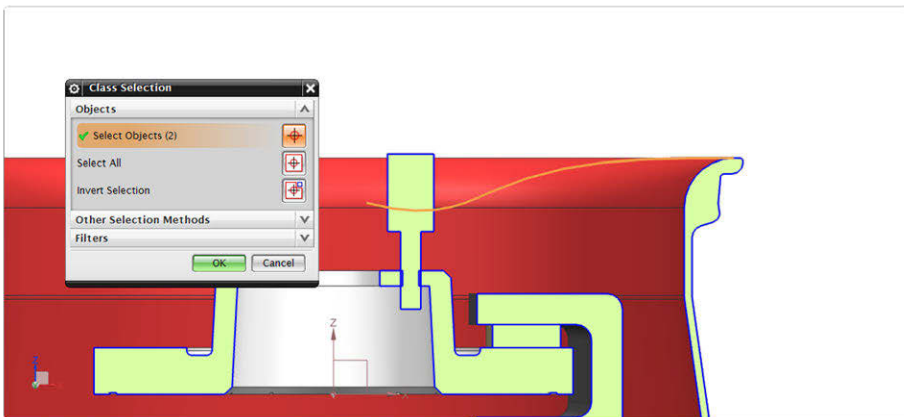 Class Selection
Objects
Select Objects (2)
Select All
Invert Selection
Other Selection Methods
Filters
OK
Cancel
Z